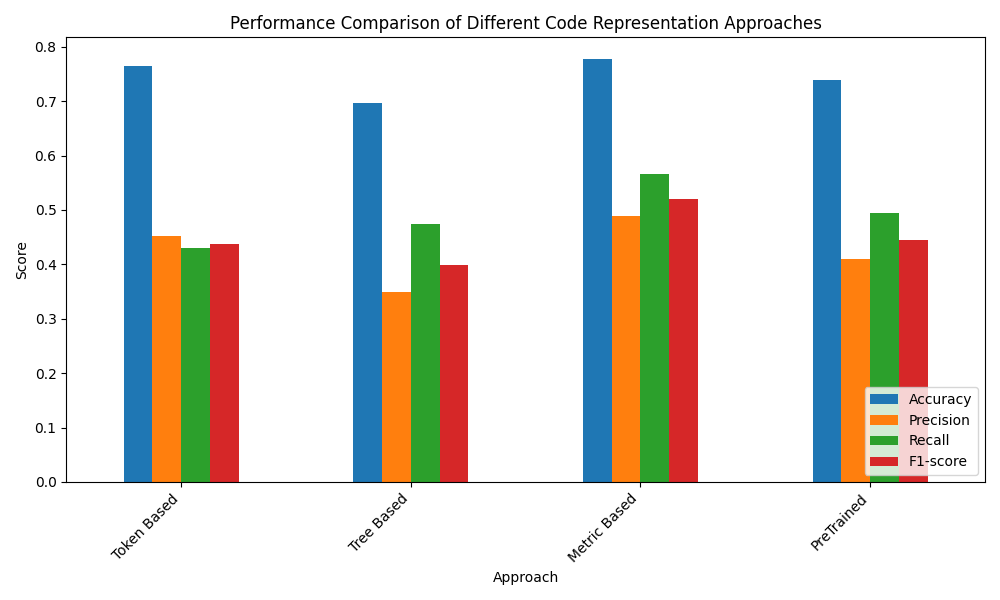 Performance Comparison of Different Code Representation Approaches
0.8
0.7
0.6
0.5
0.4
0.3
0.2
0.1
0.0
Score
Token Based
Tree Based
Metric Based
PreTrained
Approach
Accuracy
Precision
Recall
F1-score